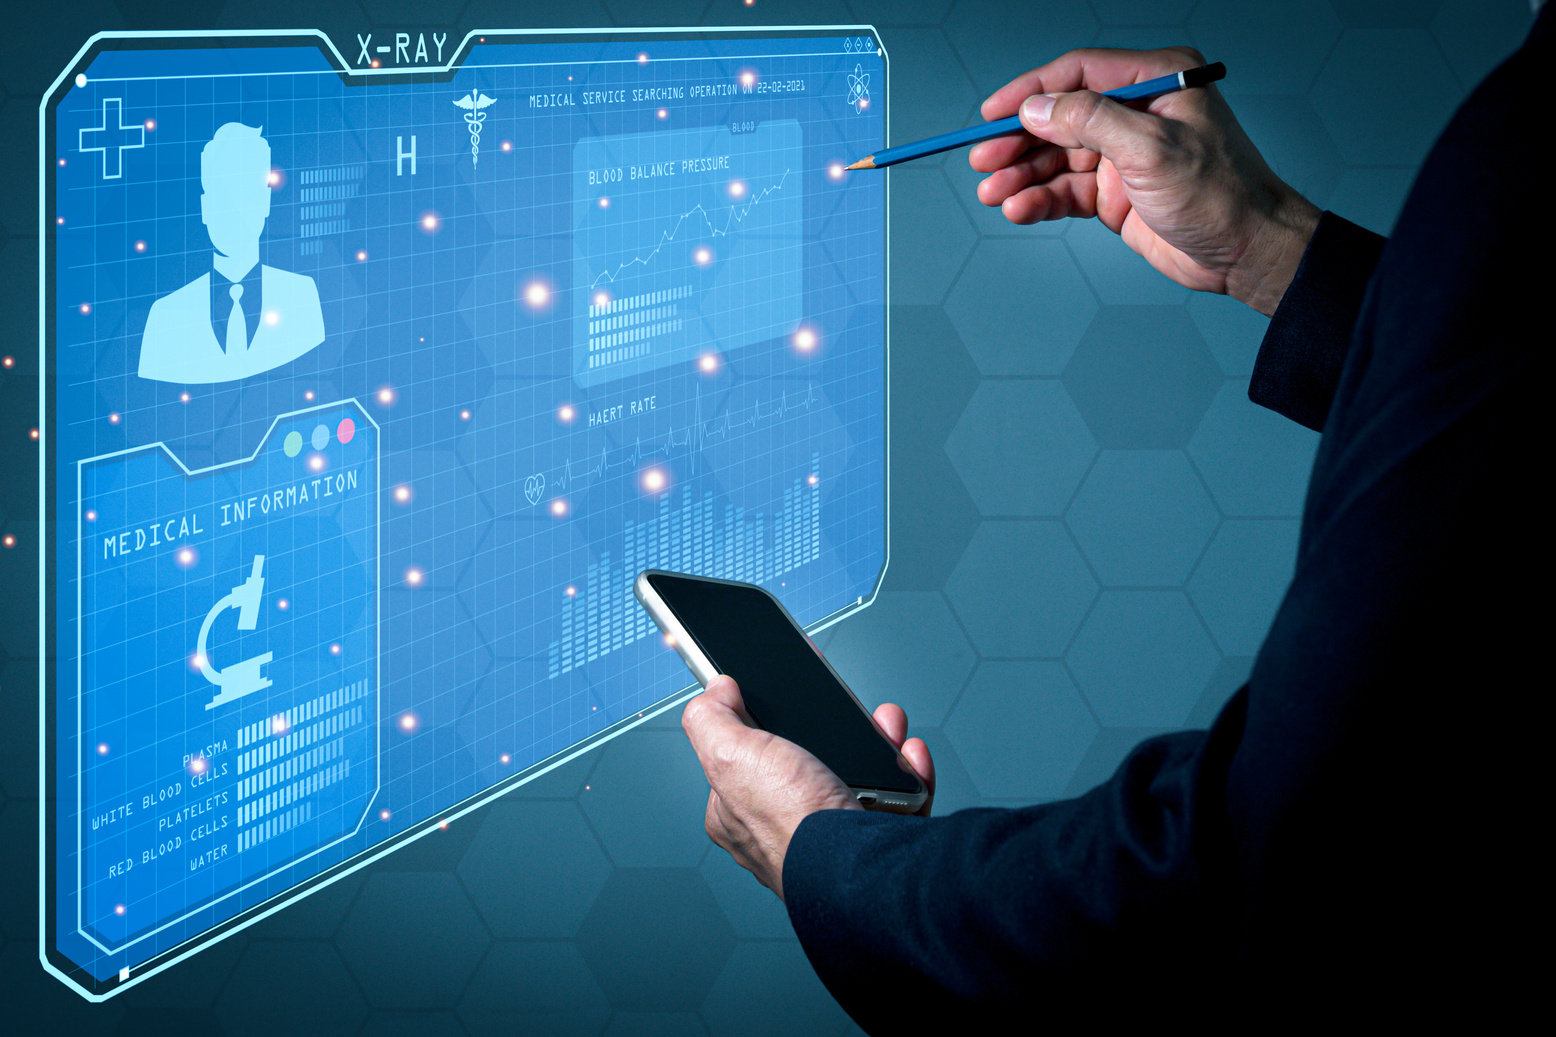 X-RAY
MEDICAL SERVICE SEARCHING OPERATION ON 22-02-2021
H
BLOOD
BLOOD BALANCE PRESSURE
HAERT RATE
MEDICAL INFORMATION
PLASMA
WHITE BLOOD CELLS
PLATELETS
RED BLOOD CELLS
WATER